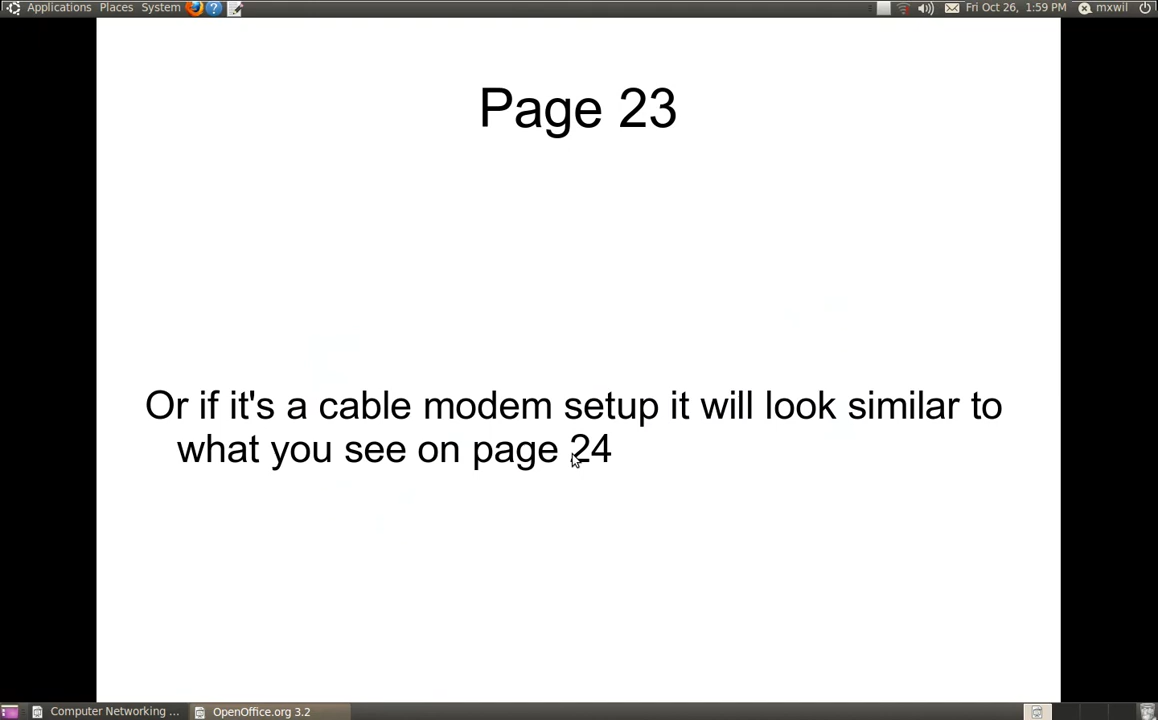 Applications Places System Fri Oct 26, 1:59 PM mxwil
Page 23
Or if it's a cable modem setup it will look similar to
what you see on page 24
Computer Networking ... OpenOffice.org 3.2